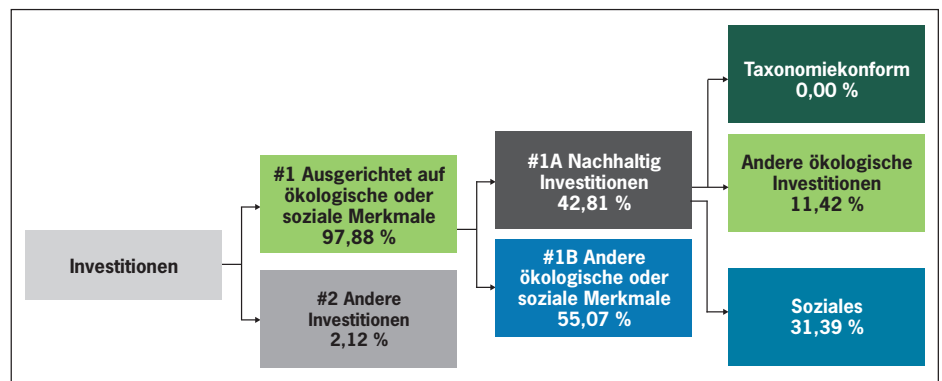 Investitionen
#1 Ausgerichtet auf
ökologische oder
soziale Merkmale
97,88 %
#2 Andere
Investitionen
2,12 %
#1A Nachhaltig
Investitionen
42,81 %
#1B Andere
ökologische oder
soziale Merkmale
55,07 %
Taxonomiekonform
0,00 %
Andere ökologische
Investitionen
11,42 %
Soziales
31,39 %